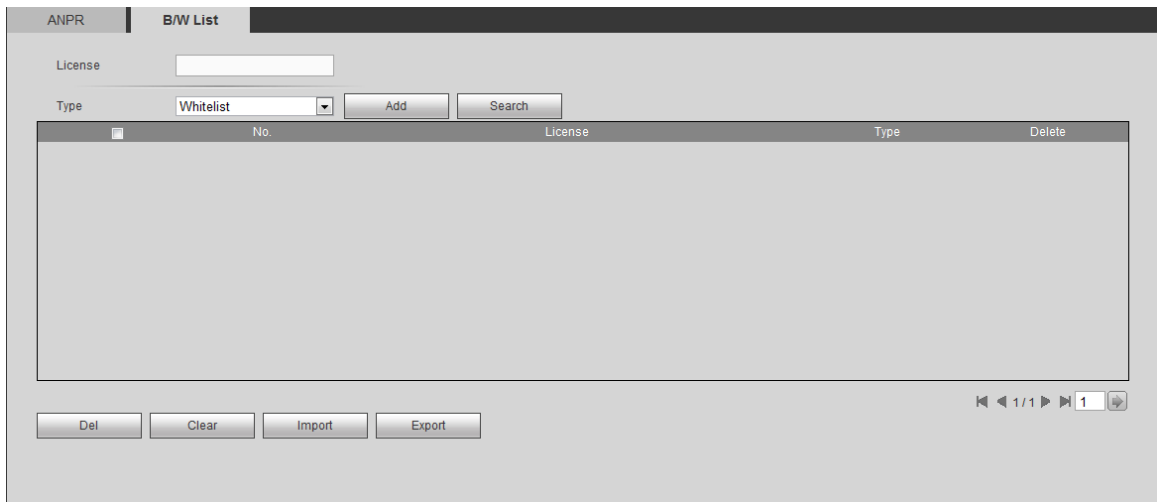 ANPR B/W List
License
Type Whitelist Add Search
No. License Type Delete
1/1 1
Del Clear Import Export